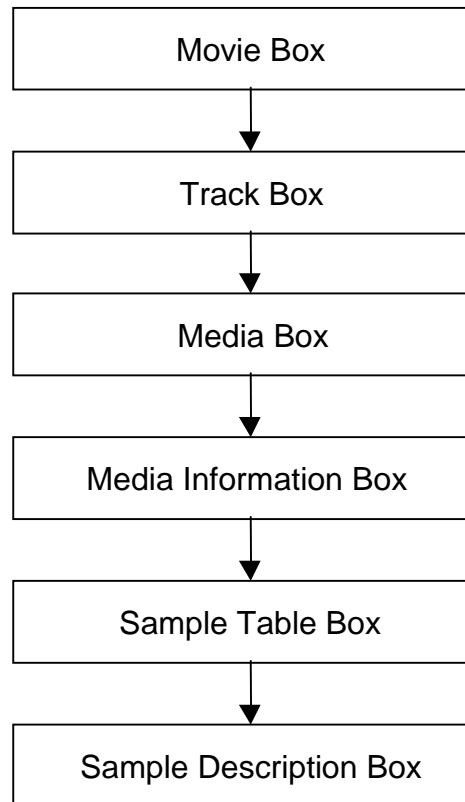 Movie Box
Track Box
Media Box
Media Information Box
Sample Table Box
Sample Description Box